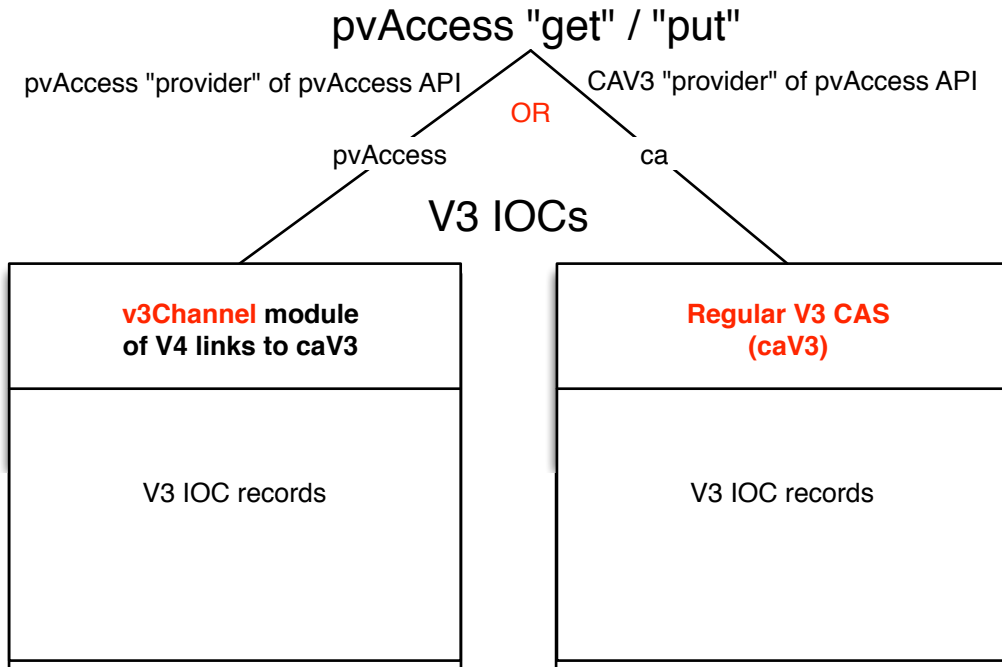 pvAccess "get" / "put"
pvAccess "provider" of pvAccess API
CAV3 "provider" of pvAccess API
OR
pvAccess
ca
V3 IOCs
v3Channel module
of V4 links to caV3
Regular V3 CAS
(caV3)
V3 IOC records
V3 IOC records